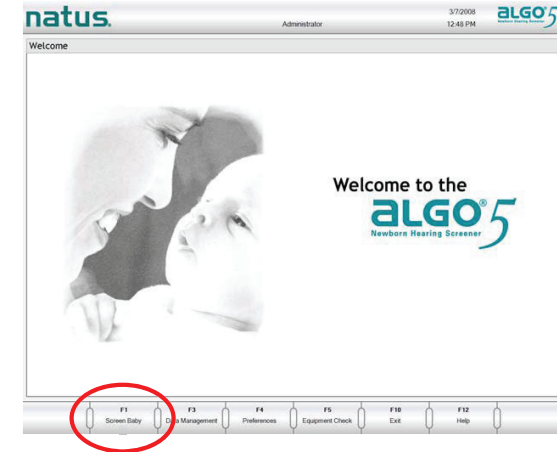 natus.
Administrator
3/7/2008
12:48 PM
aLGO®5
Newborn Hearing Screener
Welcome
Welcome to the
aLGO®5
Newborn Hearing Screener
F1 F3 F4 F5 F10 F12
Screen Baby Data Management Preferences Equipment Check Exit Help